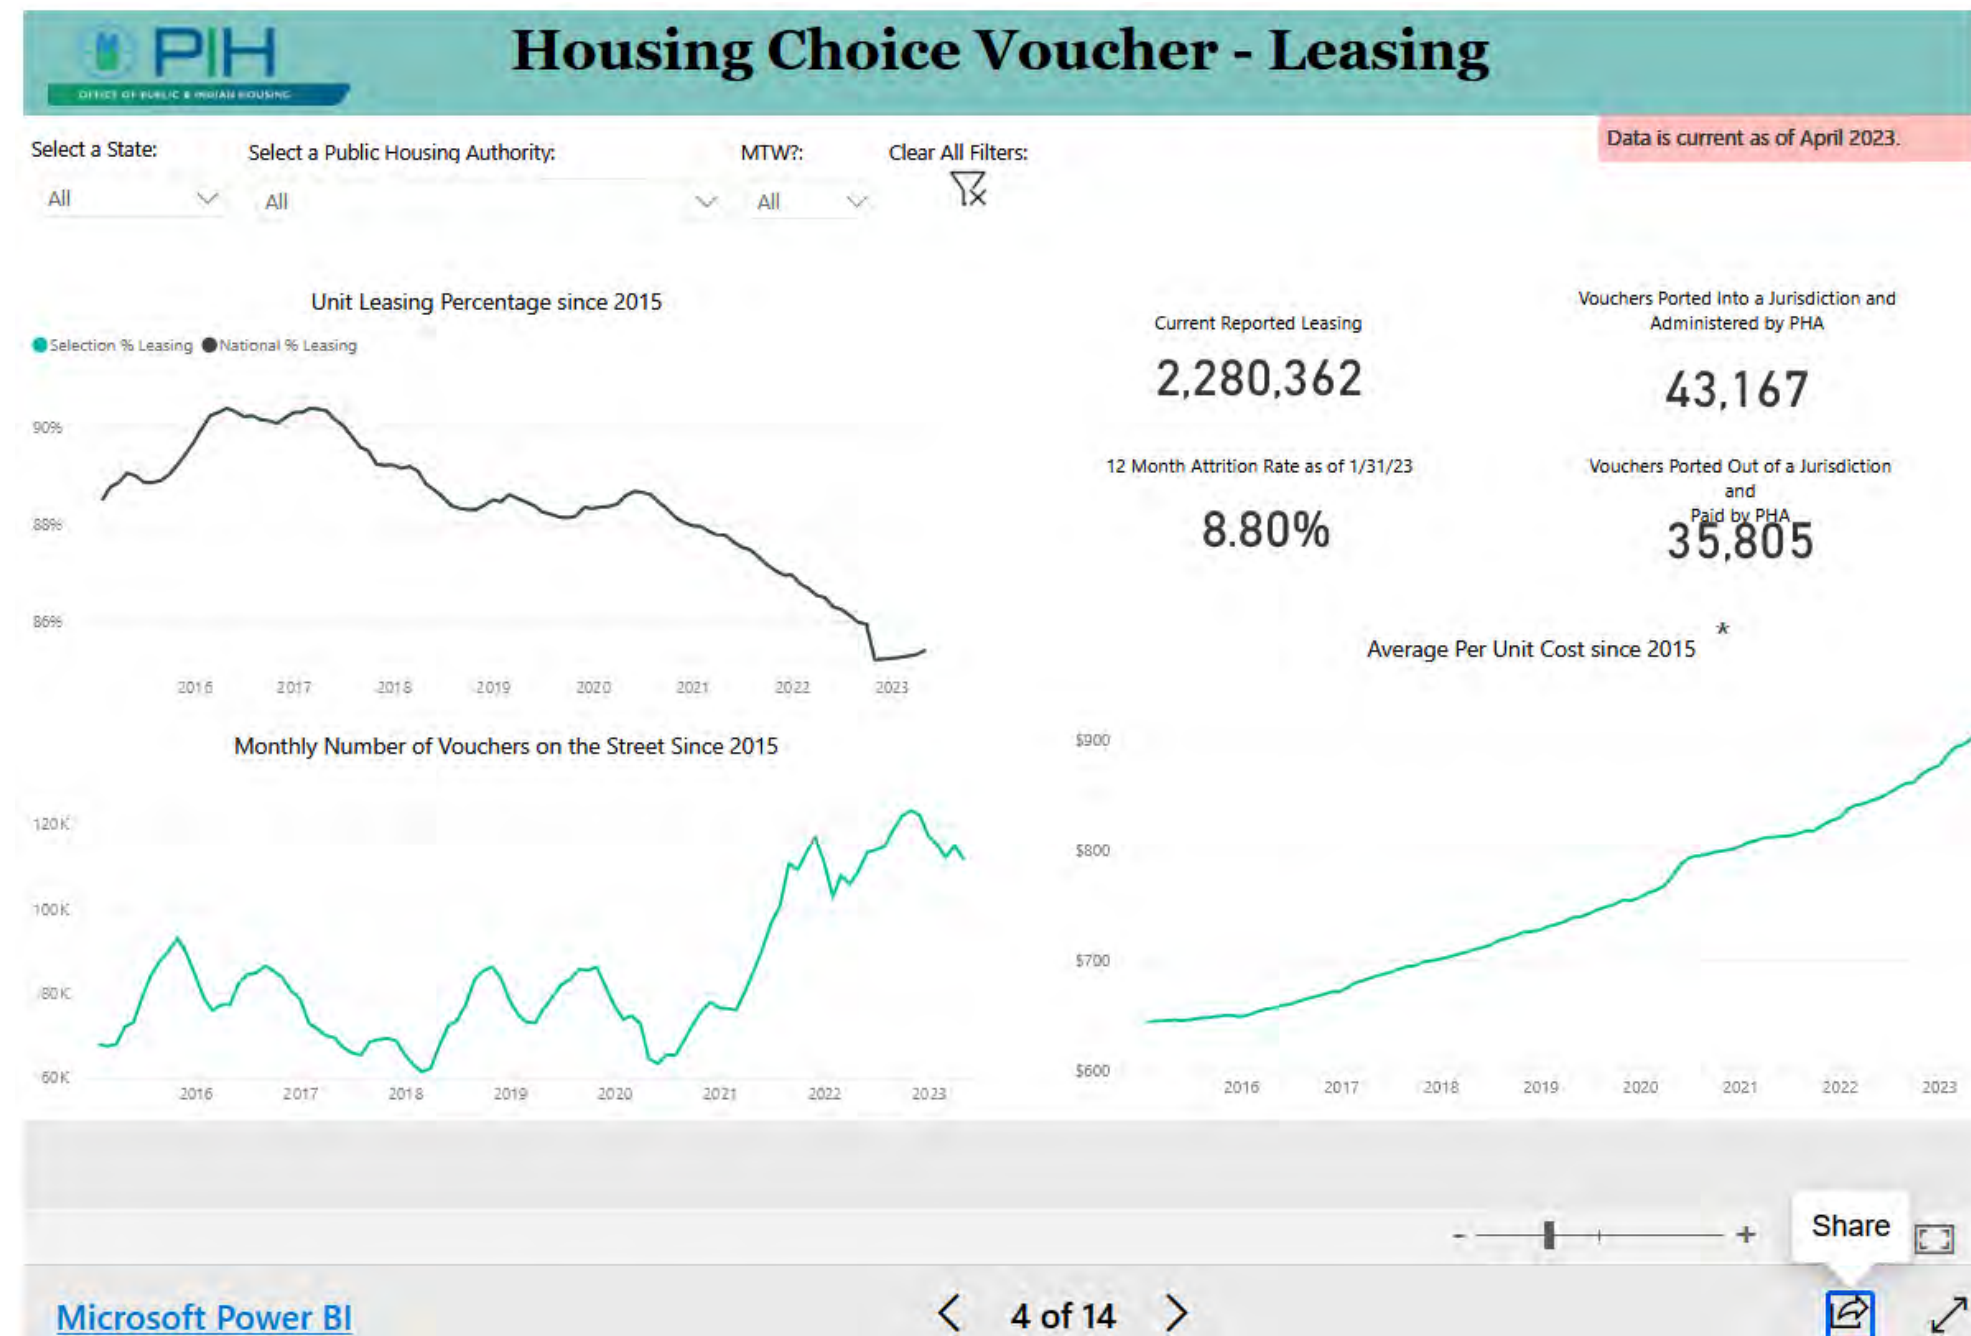 PIH
OFFICE OF PUBLIC & INDIAN HOUSING
Housing Choice Voucher - Leasing
Data is current as of April 2023.
Select a State:
All
Select a Public Housing Authority:
All
MTW?:
All
Clear All Filters:
Unit Leasing Percentage since 2015
Selection % Leasing National % Leasing
90%
88%
86%
2016 2017 2018 2019 2020 2021 2022 2023
Current Reported Leasing
2,280,362
Vouchers Ported Into a Jurisdiction and
Administered by PHA
43,167
12 Month Attrition Rate as of 1/31/23
8.80%
Vouchers Ported Out of a Jurisdiction
and
Paid by PHA
35,805
Monthly Number of Vouchers on the Street Since 2015
120K
100K
80K
60K
2016 2017 2018 2019 2020 2021 2022 2023
Average Per Unit Cost since 2015 *
$900
$800
$700
$600
2016 2017 2018 2019 2020 2021 2022 2023
- +
Share
Microsoft Power BI
4 of 14